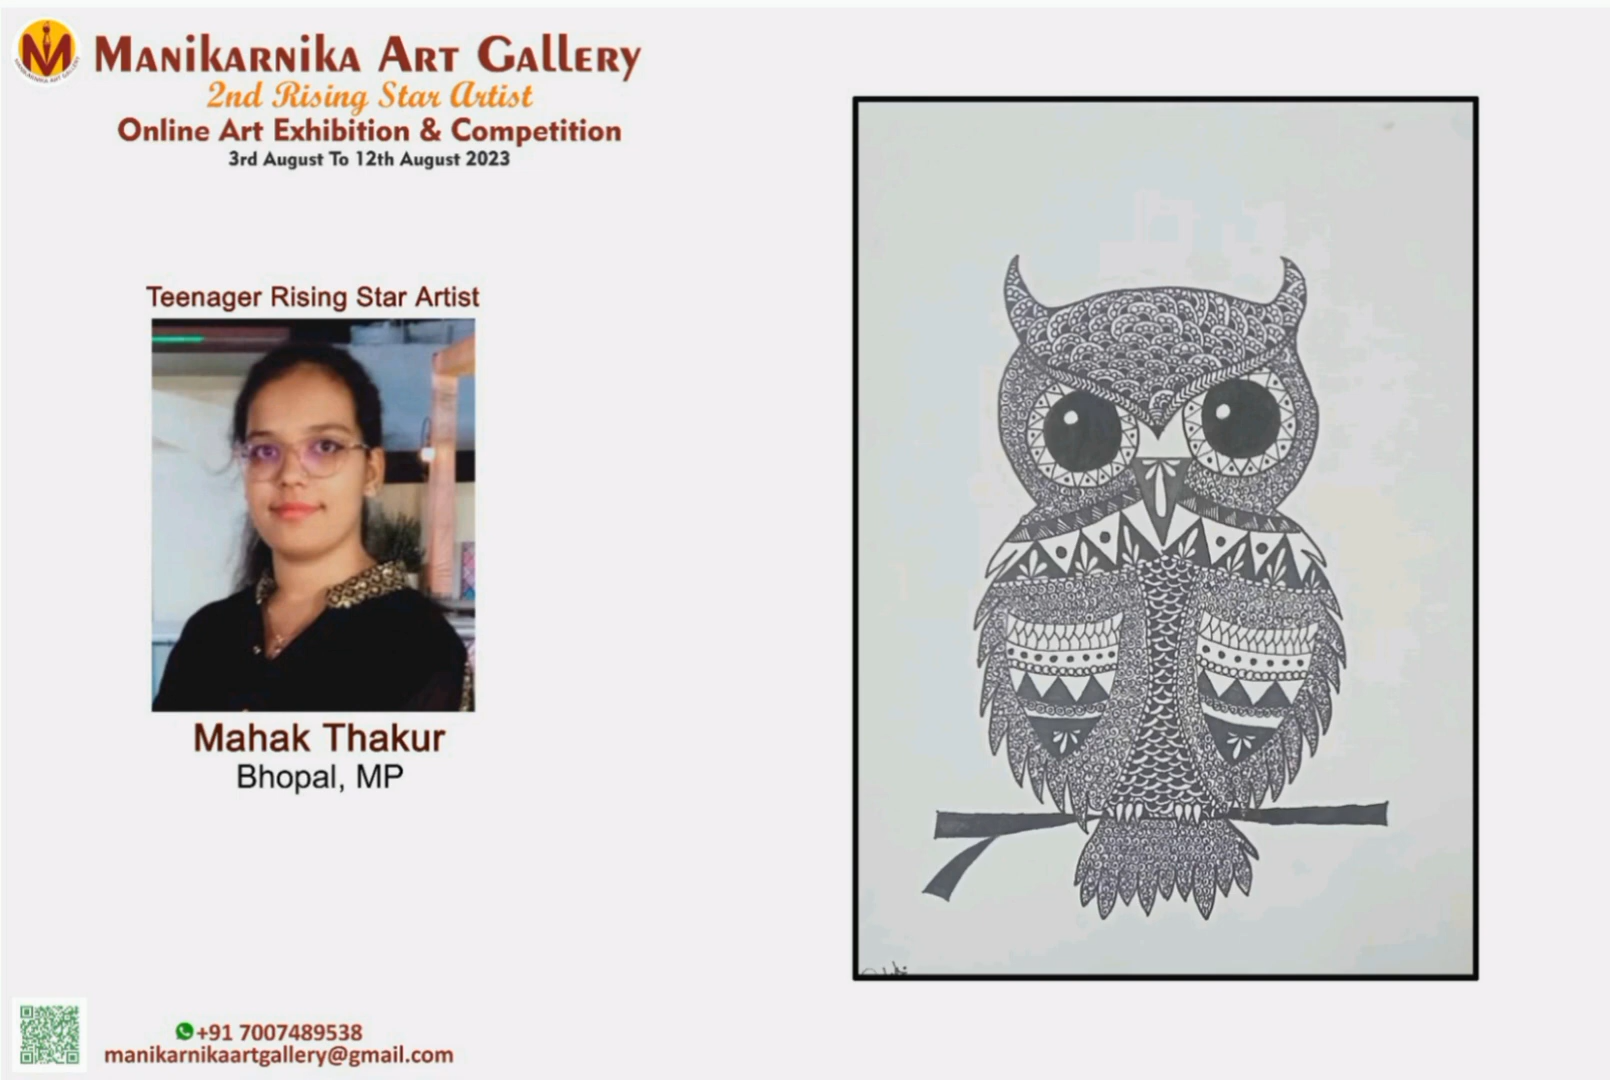 Manikarnika Art Gallery
2nd Rising Star Artist
Online Art Exhibition & Competition
3rd August To 12th August 2023
Teenager Rising Star Artist
Mahak Thakur
Bhopal, MP
+91 7007489538
manikarnikaartgallery@gmail.com